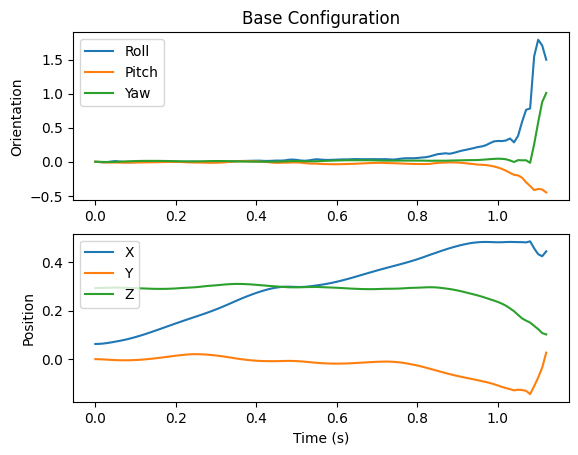 Base Configuration
Orientation
1.5
1.0
0.5
0.0
−0.5
Roll
Pitch
Yaw
0.0 0.2 0.4 0.6 0.8 1.0
Position
0.4
0.2
0.0
X
Y
Z
0.0 0.2 0.4 0.6 0.8 1.0
Time (s)